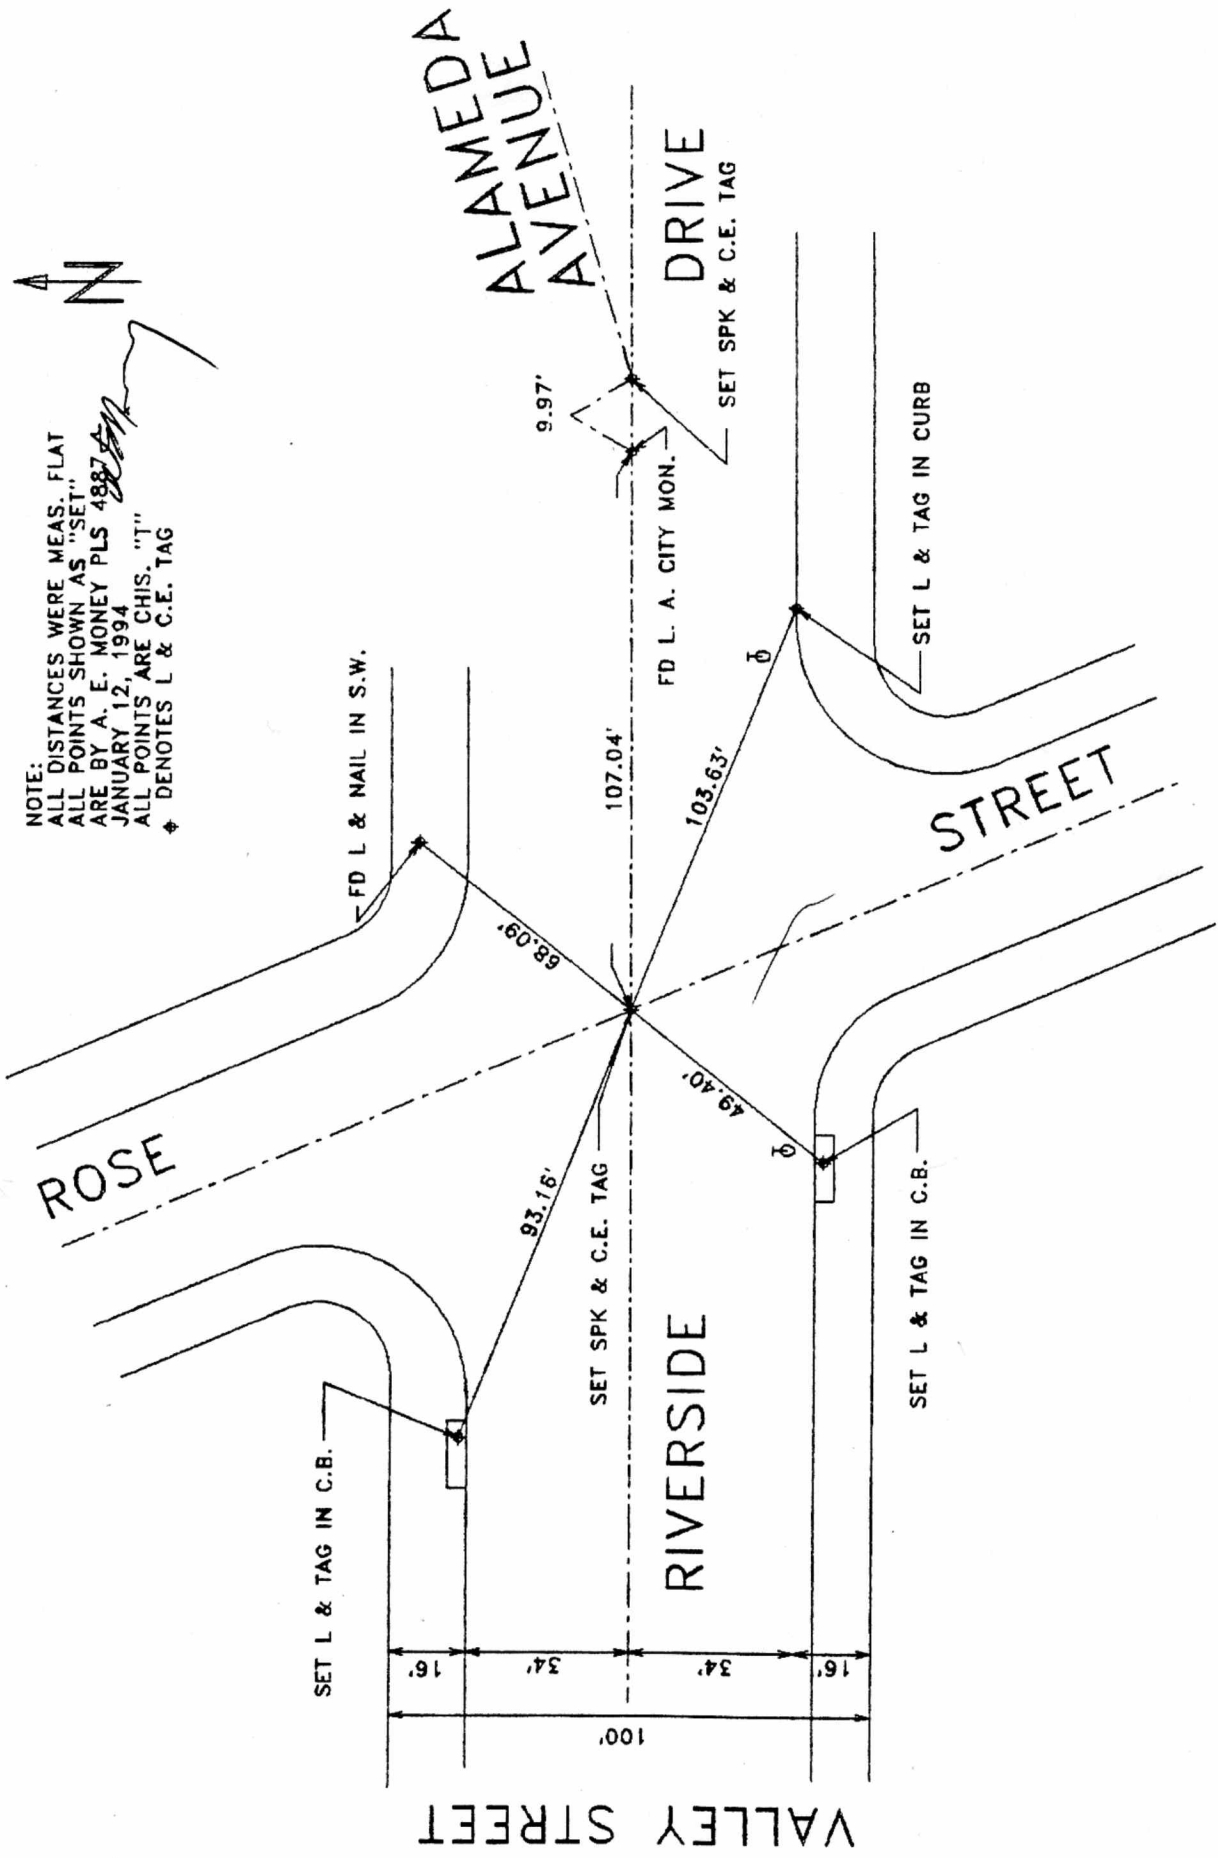 NOTE:
ALL DISTANCES WERE MEAS. FLAT
ALL POINTS SHOWN AS "SET"
ARE BY A. E. MONEY PLS 4887
JANUARY 12, 1994
ALL POINTS ARE CHIS. "T"
DENOTES L & C.E. TAG
N
ALAMEDA
AVENUE
FD L & NAIL IN S.W.
ROSE
SET L & TAG IN C.B.
68.09'
9.97'
107.04'
93.16'
SET SPK & C.E. TAG
FD L. A. CITY MON.
RIVERSIDE
DRIVE
SET SPK & C.E. TAG
103.63'
49.40'
SET L & TAG IN C.B.
STREET
SET L & TAG IN CURB
16'
34'
34'
16'
100'
VALLEY STREET